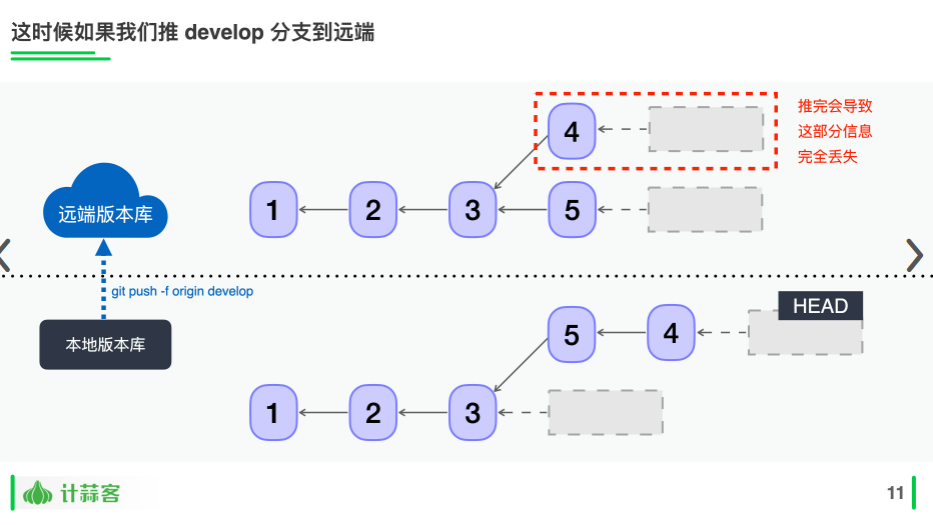 这时候如果我们推 develop 分支到远端
推完会导致
这部分信息
完全丢失
4
远端版本库
1
2
3
5
git push -f origin develop
HEAD
本地版本库
5
4
1
2
3
计蒜客
11